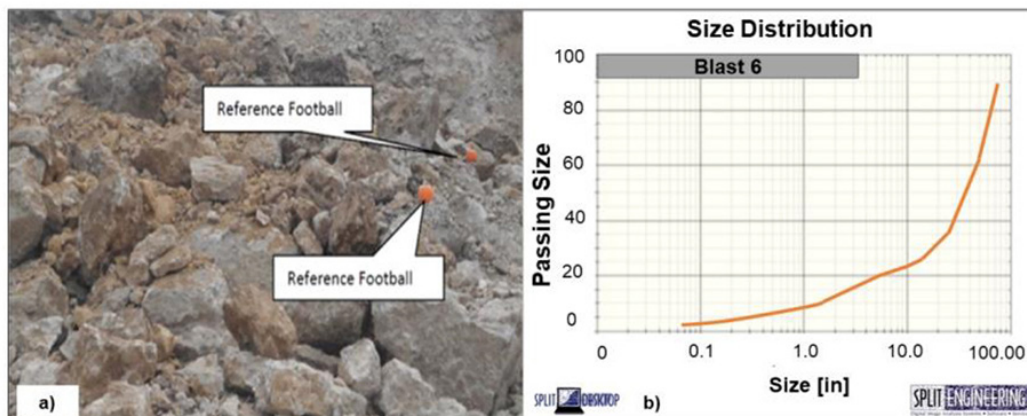 Reference Football
Reference Football
a)
Size Distribution
Blast 6
Passing Size
100
80
60
40
20
0
0
0.1
1.0
10.0
100.00
Size [in]
SPLIT DESKTOP
b)
SPLIT ENGINEERING